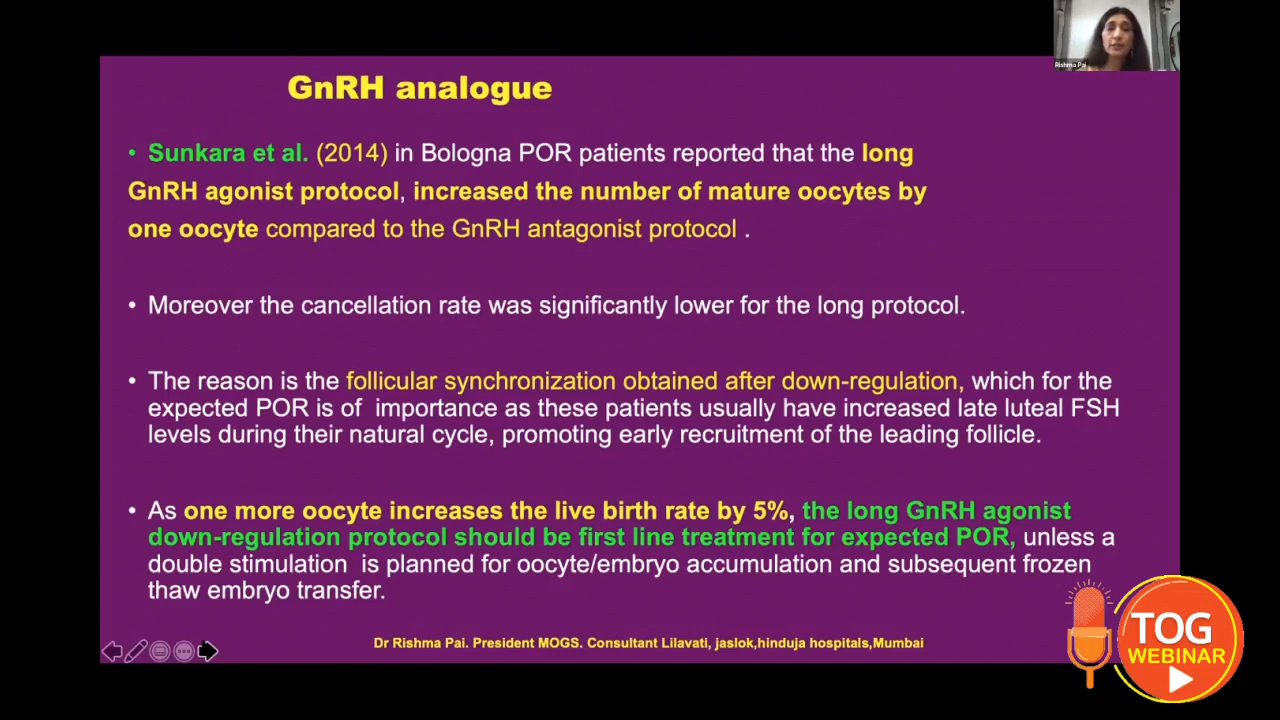 Rishma Pai
GnRH analogue
• Sunkara et al. (2014) in Bologna POR patients reported that the long
GnRH agonist protocol, increased the number of mature oocytes by
one oocyte compared to the GnRH antagonist protocol .
• Moreover the cancellation rate was significantly lower for the long protocol.
• The reason is the follicular synchronization obtained after down-regulation, which for the
expected POR is of importance as these patients usually have increased late luteal FSH
levels during their natural cycle, promoting early recruitment of the leading follicle.
• As one more oocyte increases the live birth rate by 5%, the long GnRH agonist
down-regulation protocol should be first line treatment for expected POR, unless a
double stimulation is planned for oocyte/embryo accumulation and subsequent frozen
thaw embryo transfer.
Dr Rishma Pai. President MOGS. Consultant Lilavati, jaslok,hinduja hospitals,Mumbai
TOG
WEBINAR